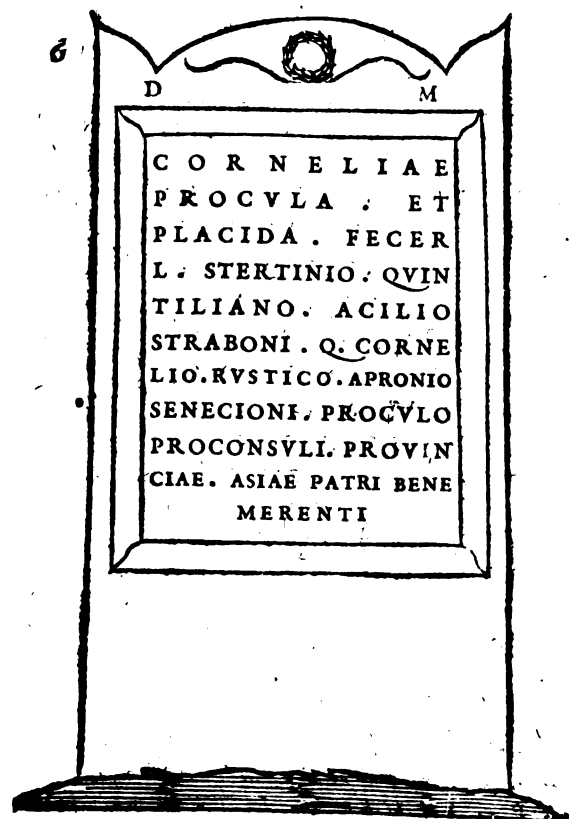 6
D M
CORNELIAE
PROCVLA . ET
PLACIDA . FECER
L. STERTINIO. QVIN
TILIANO. ACILIO
STRABONI . Q. CORNE
LIO.RVSTICO.APRONIO
SENECIONI. PROCVLO
PROCONSVLI. PROVIN
CIAE. ASIAE PATRI BENE
MERENTI